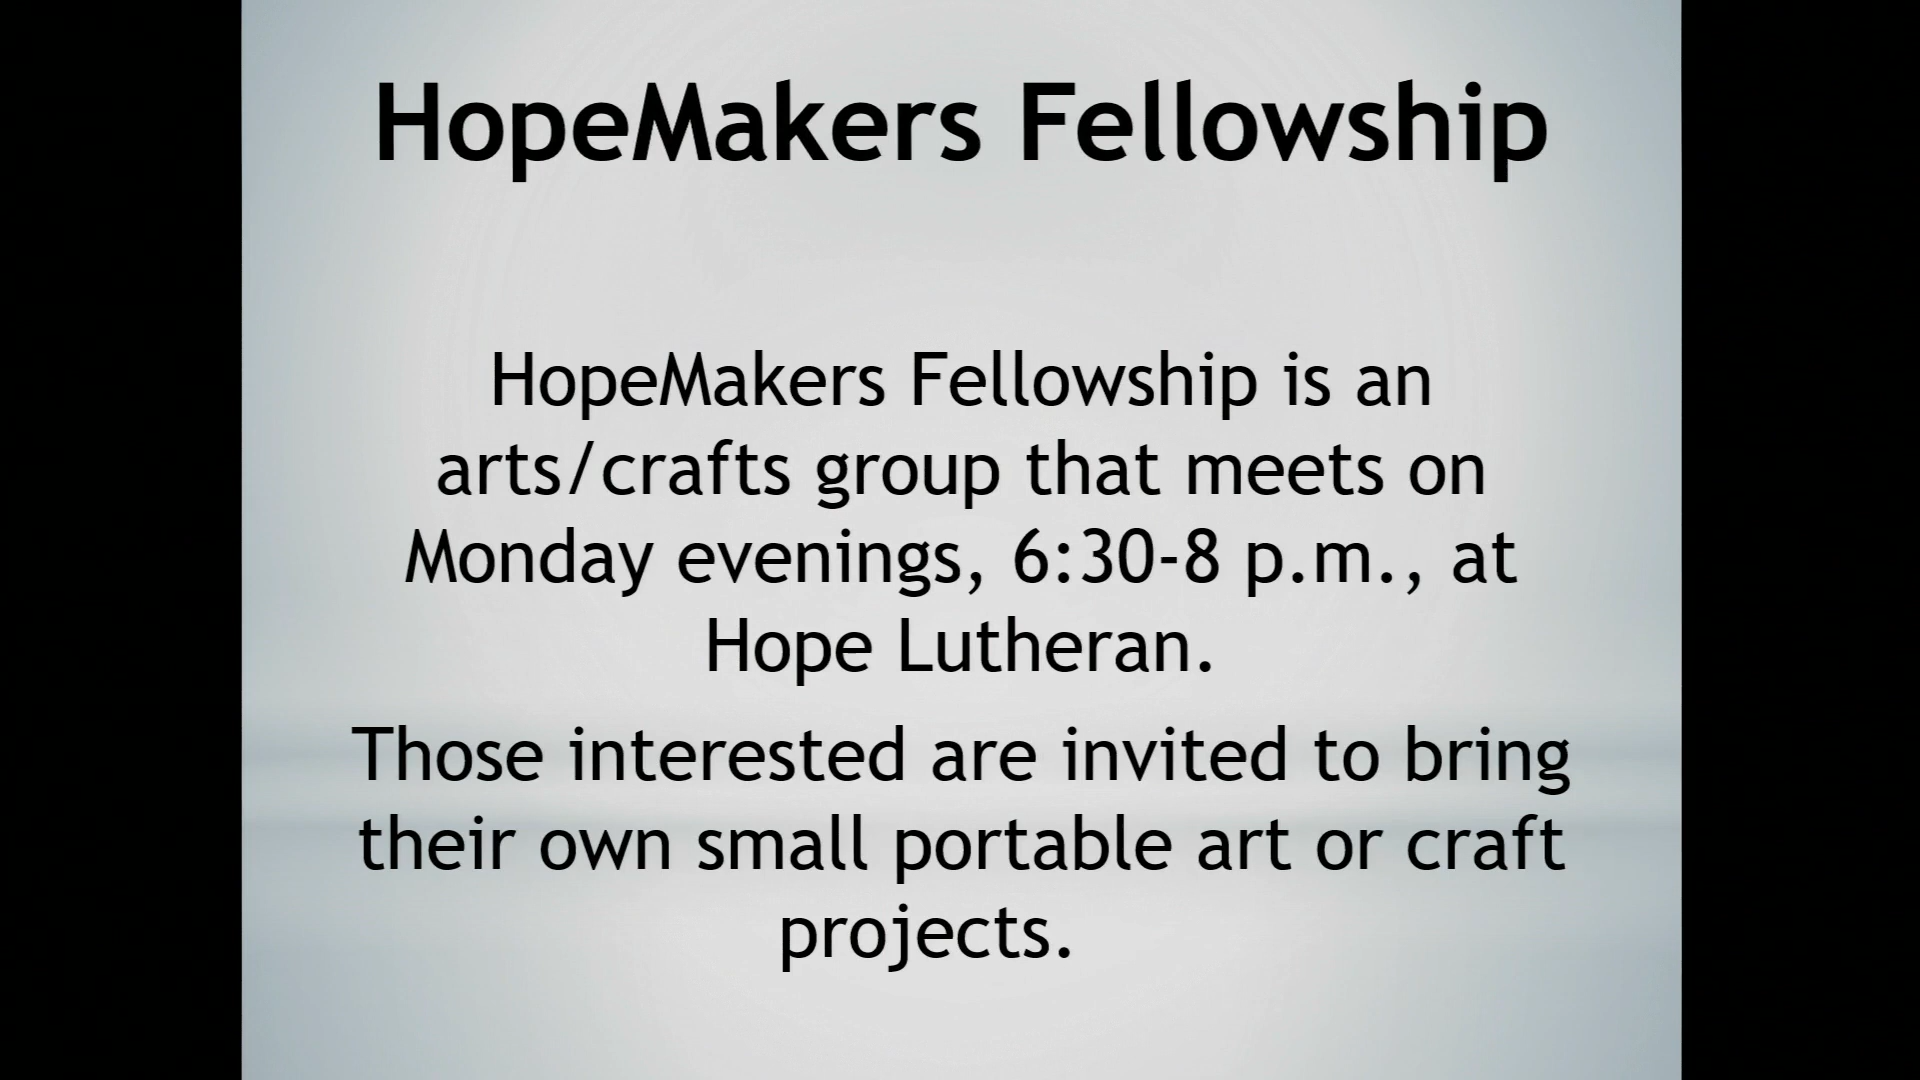 HopeMakers Fellowship
HopeMakers Fellowship is an
arts/crafts group that meets on
Monday evenings, 6:30-8 p.m., at
Hope Lutheran.
Those interested are invited to bring
their own small portable art or craft
projects.